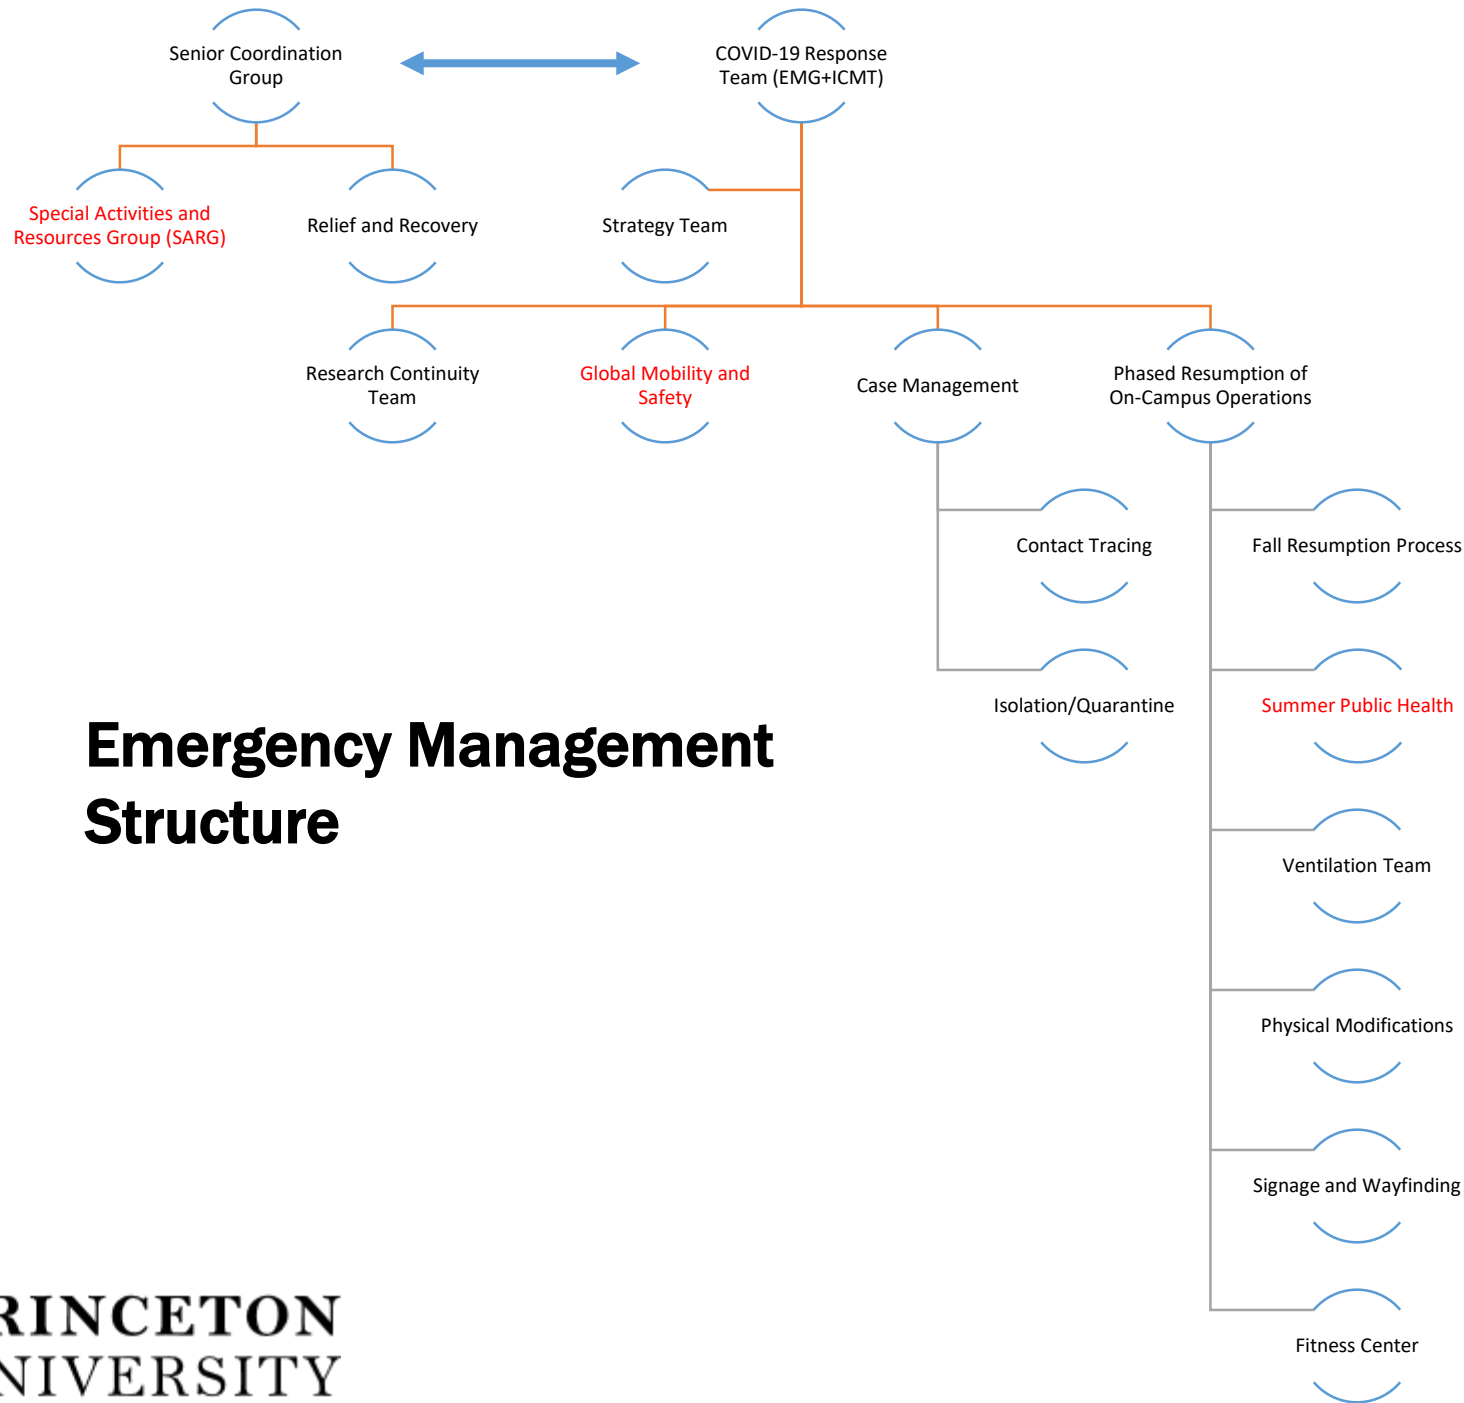 Senior Coordination
Group
COVID-19 Response
Team (EMG+ICMT)
Special Activities and
Resources Group (SARG)
Relief and Recovery
Strategy Team
Research Continuity
Team
Global Mobility and
Safety
Case Management
Phased Resumption of
On-Campus Operations
Contact Tracing
Fall Resumption Process
Isolation/Quarantine
Summer Public Health
Emergency Management
Structure
Ventilation Team
Physical Modifications
Signage and Wayfinding
Fitness Center
RINCETON
NIVERSITY